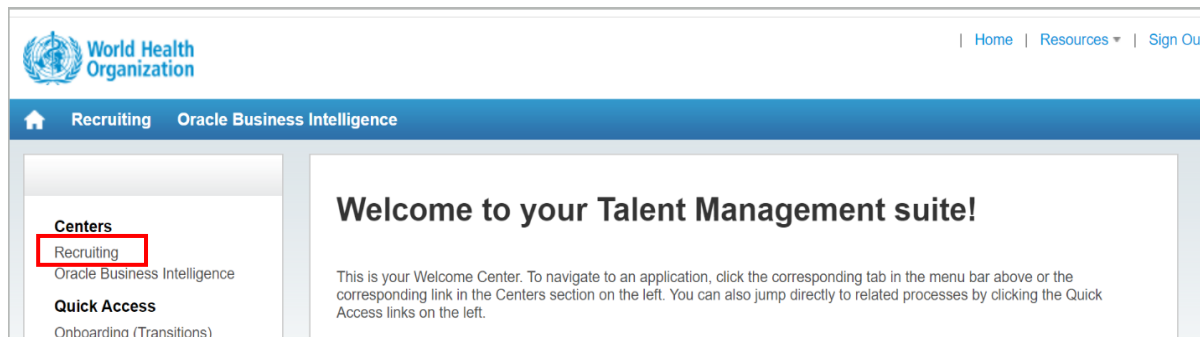 World Health
Organization
| Home | Resources | Sign Ou
Recruiting Oracle Business Intelligence
Centers
Recruiting
Oracle Business Intelligence
Quick Access
Onboarding (Transitions)
Welcome to your Talent Management suite!
This is your Welcome Center. To navigate to an application, click the corresponding tab in the menu bar above or the
corresponding link in the Centers section on the left. You can also jump directly to related processes by clicking the Quick
Access links on the left.